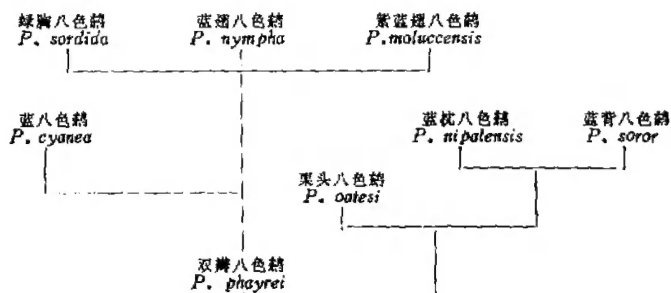 绿胸八色鸫
P. sordida
蓝翅八色鸫
P. nympha
紫蓝翅八色鸫
P. moluccensis
蓝八色鸫
P. cyanea
蓝枕八色鸫
P. nipalensis
蓝背八色鸫
P. soror
栗头八色鸫
P. oatesi
双辫八色鸫
P. phayrei